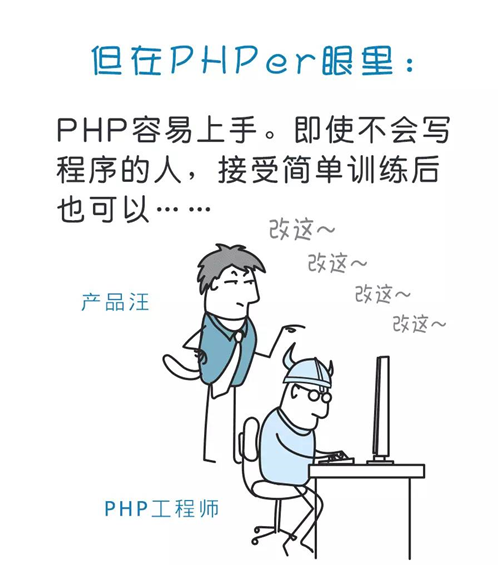 但在PHPer眼里：
PHP容易上手。即使不会写
程序的人，接受简单训练后
也可以……
改这～
改这～
改这～
改这～
产品汪
PHP工程师